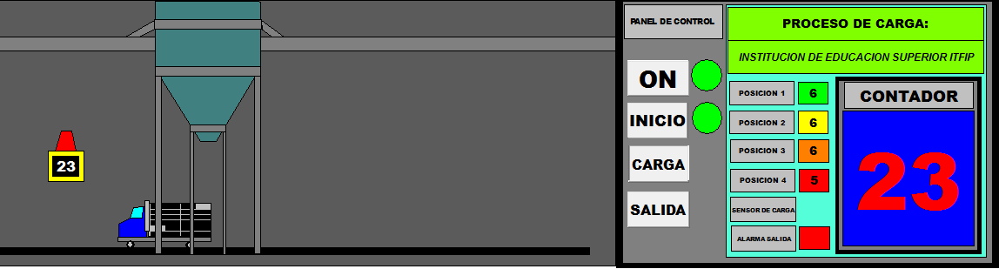 23
PANEL DE CONTROL
ON
INICIO
CARGA
SALIDA
PROCESO DE CARGA:
INSTITUCION DE EDUCACION SUPERIOR ITFIP
POSICION 1 6
POSICION 2 6
POSICION 3 6
POSICION 4 5
SENSOR DE CARGA
ALARMA SALIDA
CONTADOR
23